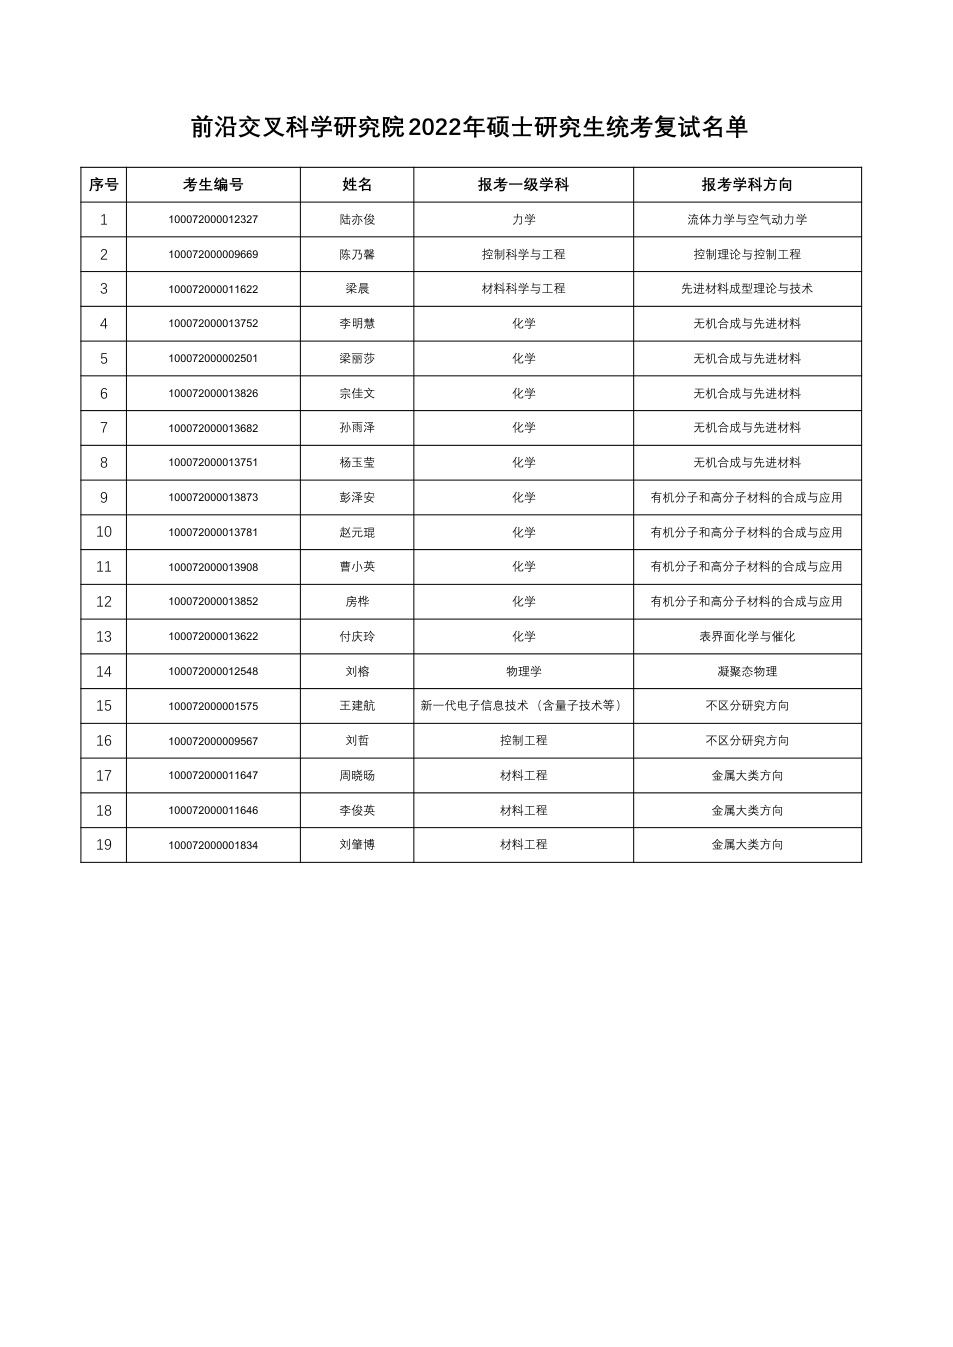 前沿交叉科学研究院2022年硕士研究生统考复试名单
序号 考生编号 姓名 报考一级学科 报考学科方向
1 100072000012327 陆亦俊 力学 流体力学与空气动力学
2 100072000009669 陈乃馨 控制科学与工程 控制理论与控制工程
3 100072000011622 梁晨 材料科学与工程 先进材料成型理论与技术
4 100072000013752 李明慧 化学 无机合成与先进材料
5 100072000002501 梁丽莎 化学 无机合成与先进材料
6 100072000013826 宗佳文 化学 无机合成与先进材料
7 100072000013682 孙雨泽 化学 无机合成与先进材料
8 100072000013751 杨玉莹 化学 无机合成与先进材料
9 100072000013873 彭泽安 化学 有机分子和高分子材料的合成与应用
10 100072000013781 赵元琨 化学 有机分子和高分子材料的合成与应用
11 100072000013908 曹小英 化学 有机分子和高分子材料的合成与应用
12 100072000013852 房桦 化学 有机分子和高分子材料的合成与应用
13 100072000013622 付庆玲 化学 表界面化学与催化
14 100072000012548 刘榕 物理学 凝聚态物理
15 100072000001575 王建航 新一代电子信息技术（含量子技术等） 不区分研究方向
16 100072000009567 刘哲 控制工程 不区分研究方向
17 100072000011647 周晓旸 材料工程 金属大类方向
18 100072000011646 李俊英 材料工程 金属大类方向
19 100072000001834 刘肇博 材料工程 金属大类方向